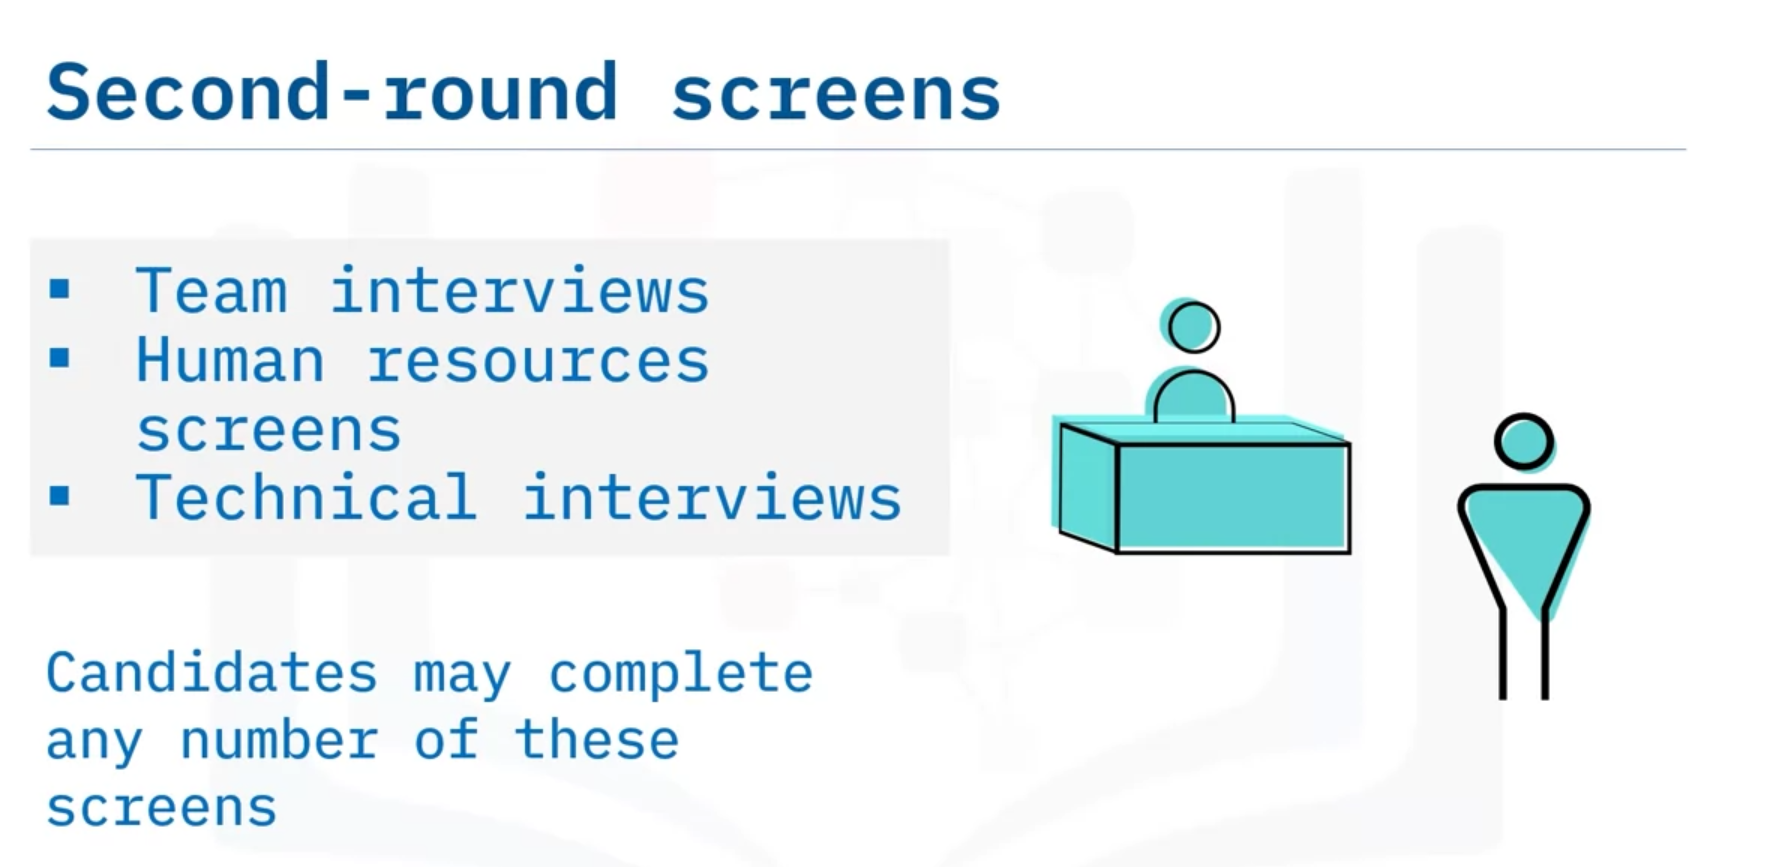 Second-round screens
▪ Team interviews
▪ Human resources
screens
▪ Technical interviews
Candidates may complete
any number of these
screens